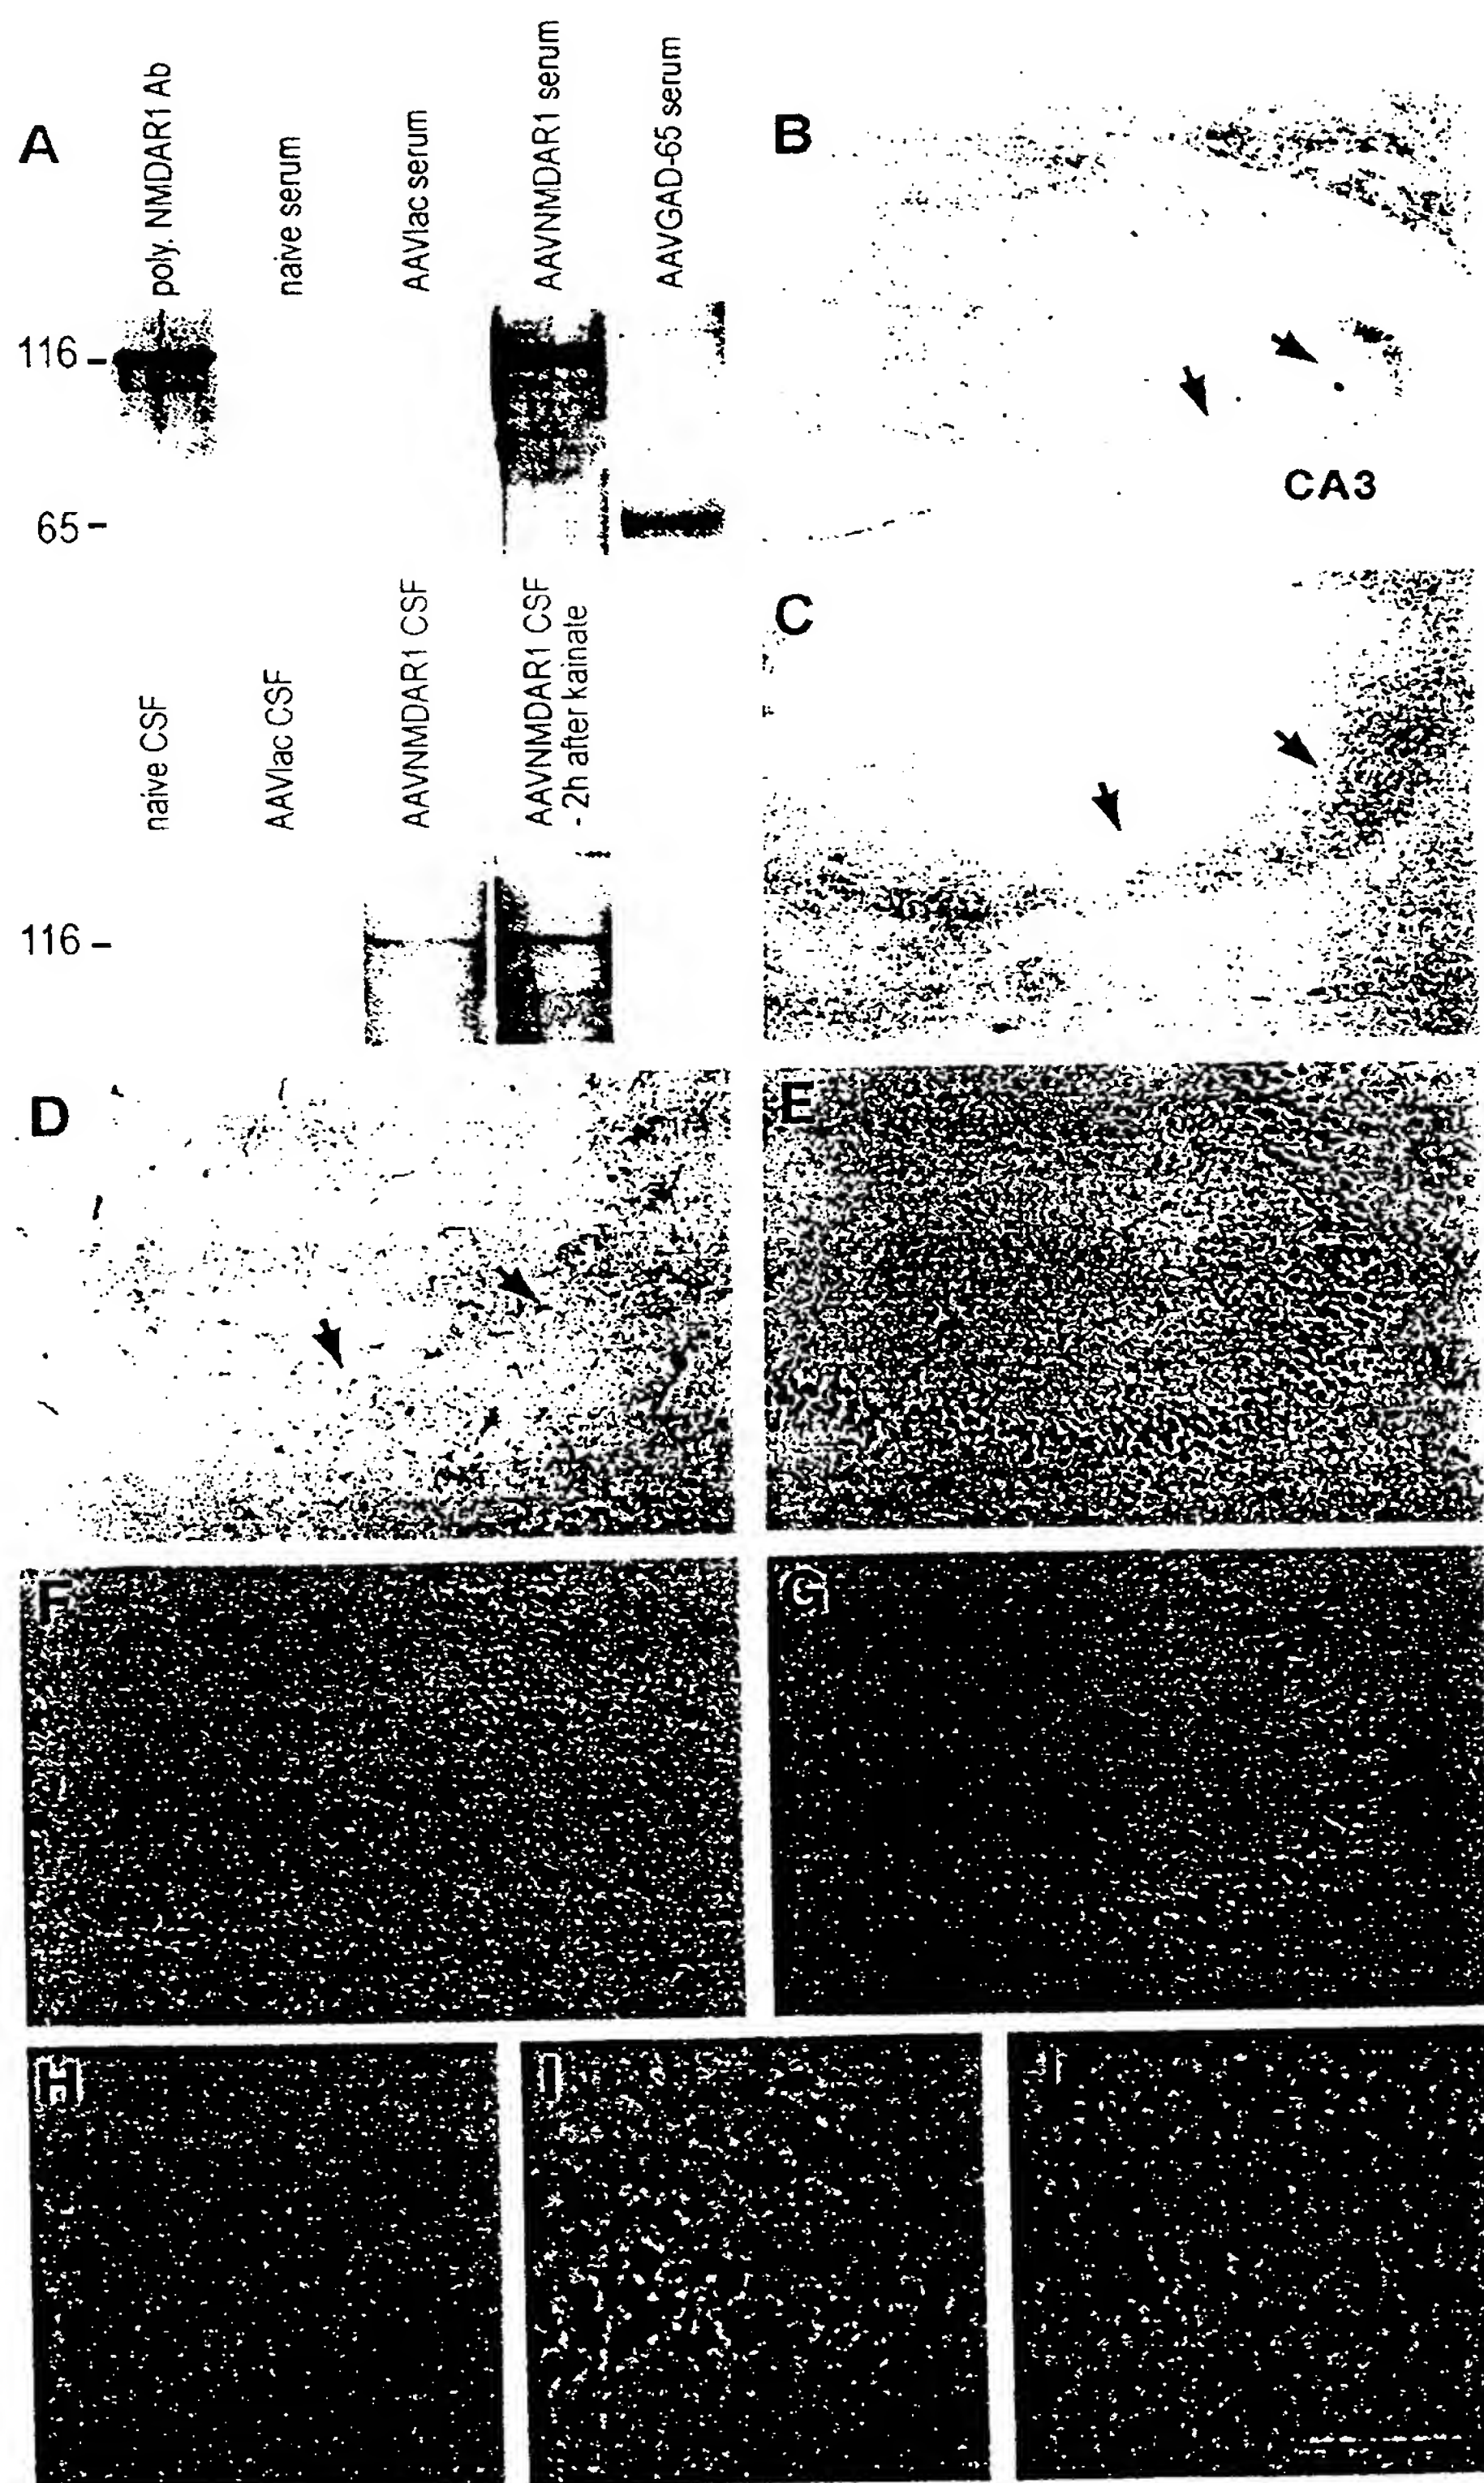 A
poly. NMDAR1 Ab
naive serum
AAVlac serum
AAVNMDAR1 serum
AAVGAD-65 serum
116 –
65 –
naive CSF
AAVlac CSF
AAVNMDAR1 CSF
AAVNMDAR1 CSF
- 2h after kainate
116 –
B
CA3
C
D
E
F
G
H
I
J